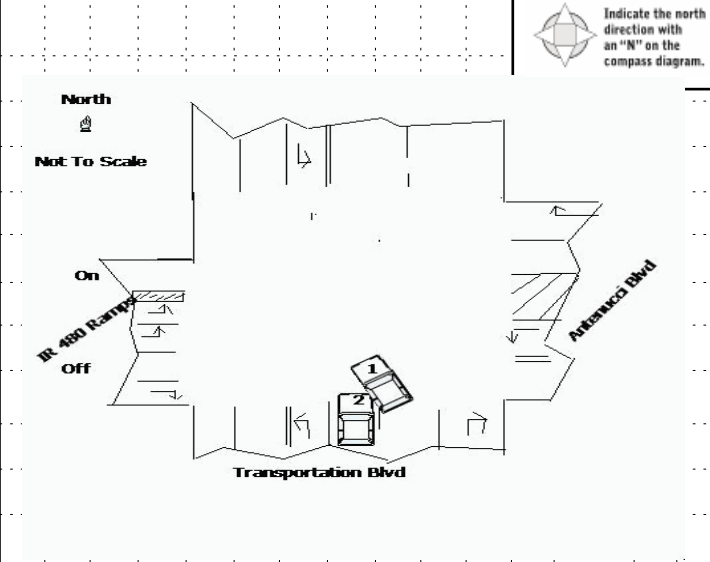 Indicate the north
direction with
an “N” on the
compass diagram.
North
Not To Scale
On
IR 480 Ramps
Off
Antenucci Blvd
1
2
Transportation Blvd